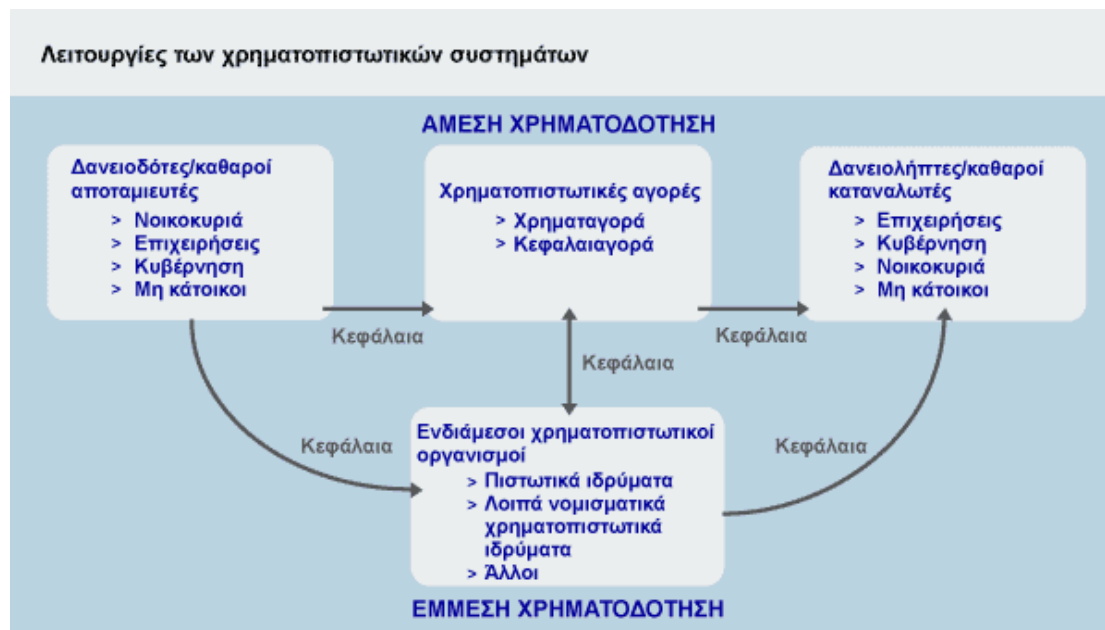 Λειτουργίες των χρηματοπιστωτικών συστημάτων
ΑΜΕΣΗ ΧΡΗΜΑΤΟΔΟΤΗΣΗ
Δανειοδότες/καθαροί
αποταμιευτές
> Νοικοκυριά
> Επιχειρήσεις
> Κυβέρνηση
> Μη κάτοικοι
Κεφάλαια
Χρηματοπιστωτικές αγορές
> Χρηματαγορά
> Κεφαλαιαγορά
Κεφάλαια
Δανειολήπτες/καθαροί
καταναλωτές
> Επιχειρήσεις
> Κυβέρνηση
> Νοικοκυριά
> Μη κάτοικοι
Κεφάλαια
Κεφάλαια
Ενδιάμεσοι χρηματοπιστωτικοί
οργανισμοί
> Πιστωτικά ιδρύματα
> Λοιπά νομισματικά
χρηματοπιστωτικά
ιδρύματα
> Άλλοι
Κεφάλαια
ΕΜΜΕΣΗ ΧΡΗΜΑΤΟΔΟΤΗΣΗ